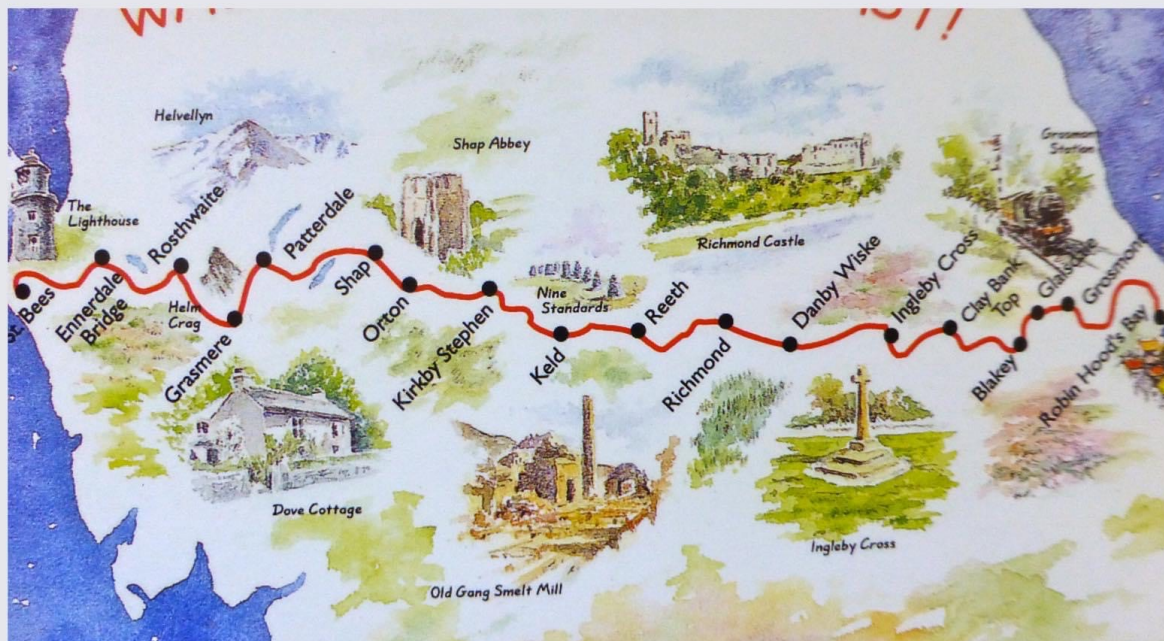 Helvellyn
Shap Abbey
Grosmont
Station
The
Lighthouse
Richmond Castle
Nine
Standards
Helm
Crag
Dove Cottage
Old Gang Smelt Mill
Ingleby Cross
St. Bees
Ennerdale
Bridge
Rosthwaite
Grasmere
Patterdale
Shap
Orton
Kirkby Stephen
Keld
Reeth
Richmond
Danby Wiske
Ingleby Cross
Clay Bank
Top
Blakey
Glaisdale
Grosmont
Robin Hood's Bay